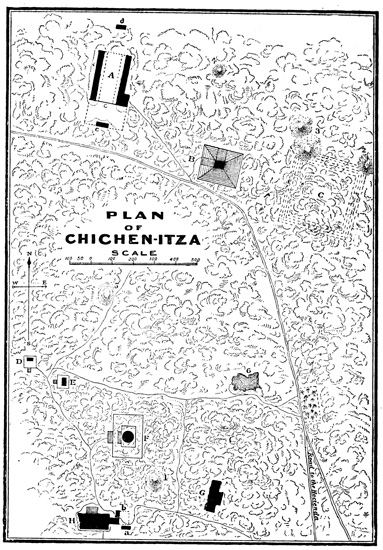 d
A
B
C
PLAN
OF
CHICHEN-ITZA
SCALE
100 50 0 100 200 300 400 500
N
W E
S
D
E
G
F
G
Road to the Hacienda
H
b
a